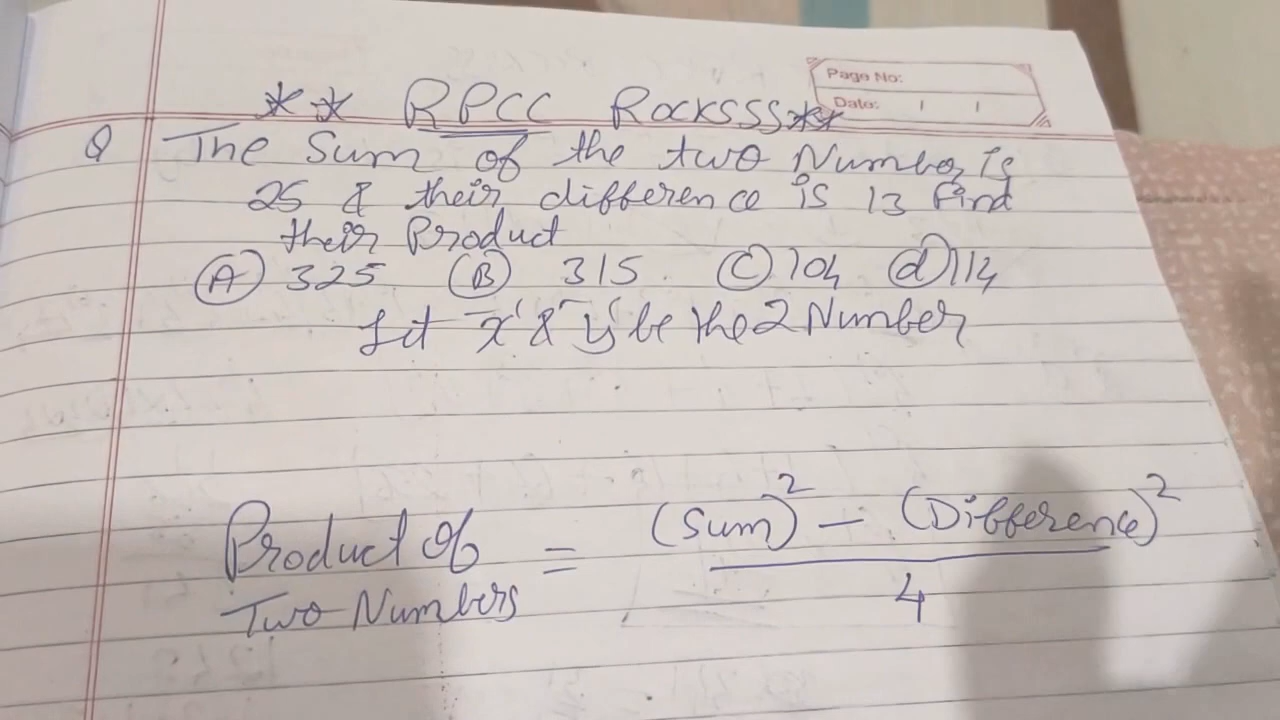 Page No:
Date: / /
** RPCC ROCKSSS**
Q The Sum of the two Number is
25 & their difference is 13 find
their Product
(A) 325 (B) 315. (C) 104 (d) 114
Let 'x' & 'y' be the 2 Number
Product of
Two Numbers = (Sum)² - (Difference)²
4